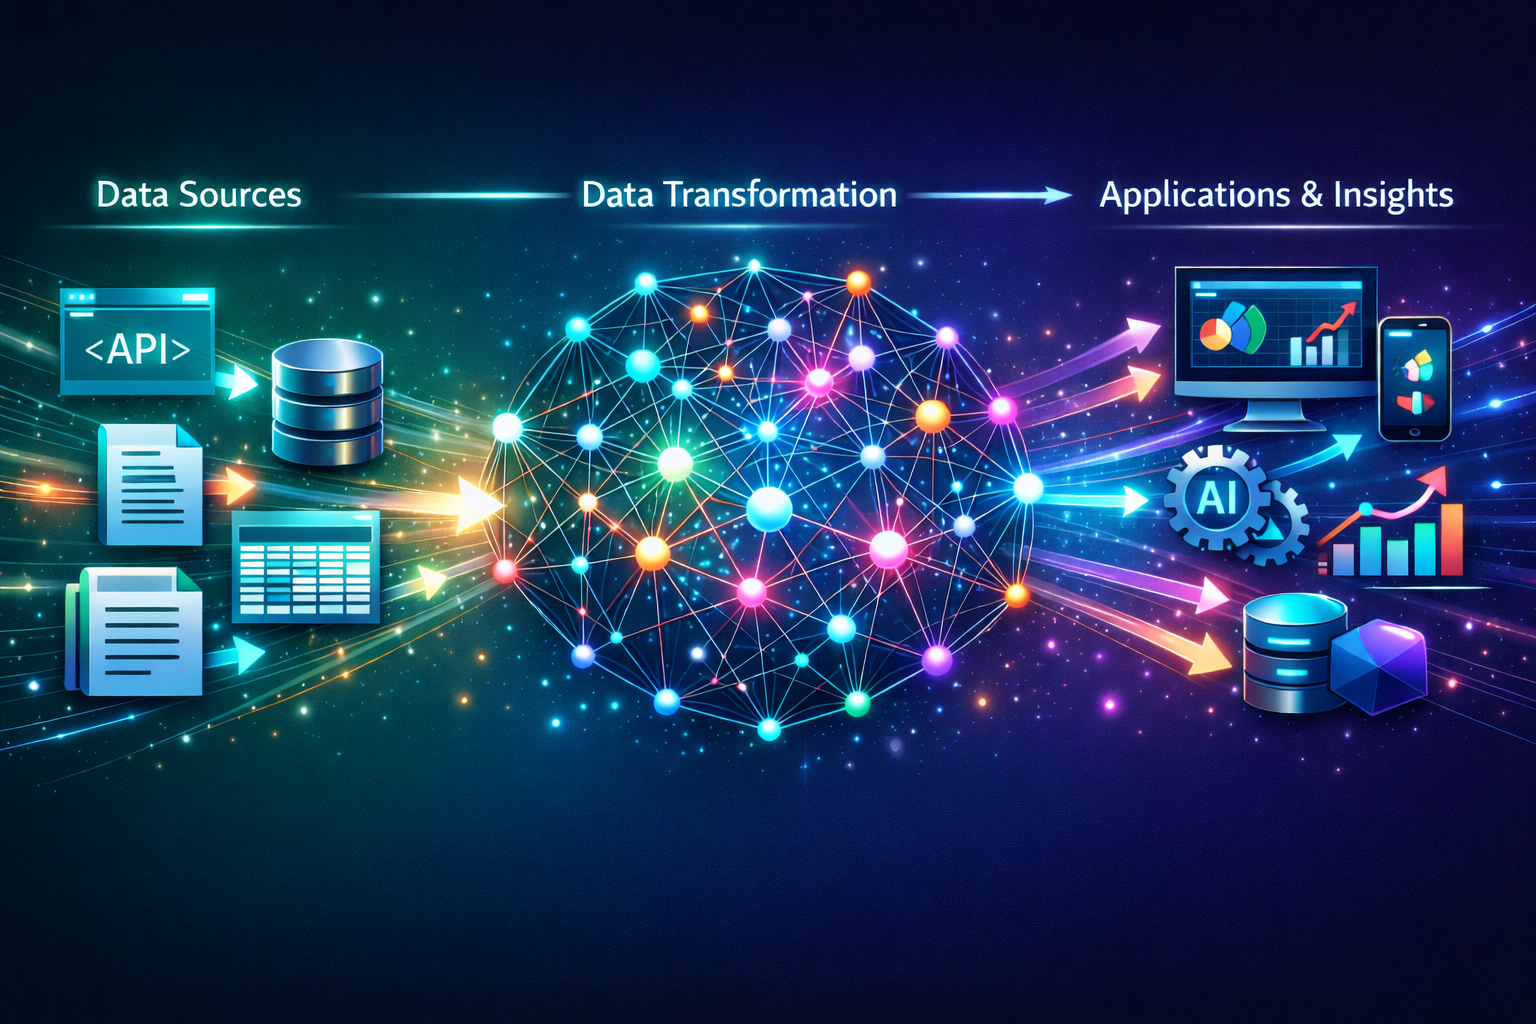 Data Sources
Data Transformation
Applications & Insights
<API>
AI